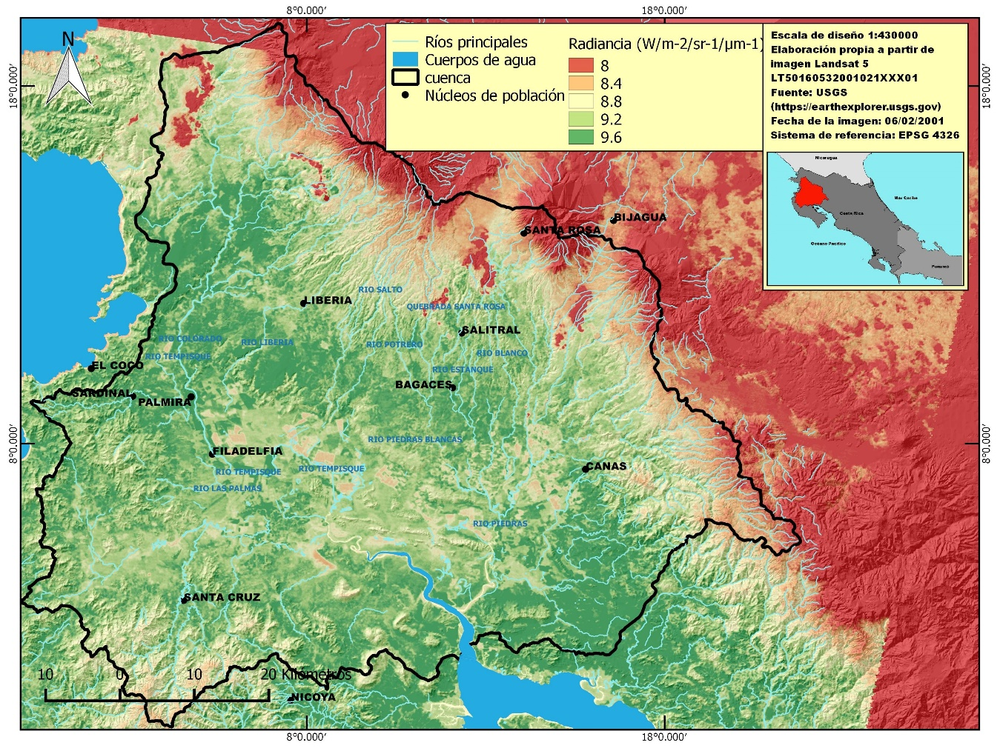 8°0.000′
18°0.000′
N
Ríos principales
Cuerpos de agua
cuenca
Núcleos de población
Radiancia (W/m-2/sr-1/µm-1)
8
8.4
8.8
9.2
9.6
Escala de diseño 1:430000
Elaboración propia a partir de
imagen Landsat 5
LT50160532001021XXX01
Fuente: USGS
(https://earthexplorer.usgs.gov)
Fecha de la imagen: 06/02/2001
Sistema de referencia: EPSG 4326
Nicaragua
Mar Caribe
Costa Rica
Océano Pacífico
Panamá
18°0.000′
18°0.000′
BIJAGUA
SANTA ROSA
RIO SALTO
LIBERIA
QUEBRADA SANTA ROSA
SALITRAL
RIO COLORADO
RIO LIBERIA
RIO POTRERO
RIO BLANCO
RIO TEMPISQUE
EL COCO
RIO ESTANQUE
BAGACES
SARDINAL
PALMIRA
8°0.000′
8°0.000′
RIO PIEDRAS BLANCAS
FILADELFIA
CANAS
RIO TEMPISQUE
RIO TEMPISQUE
RIO LAS PALMAS
RIO PIEDRAS
SANTA CRUZ
10 0 10 20 Kilómetros
NICOYA
8°0.000′
18°0.000′